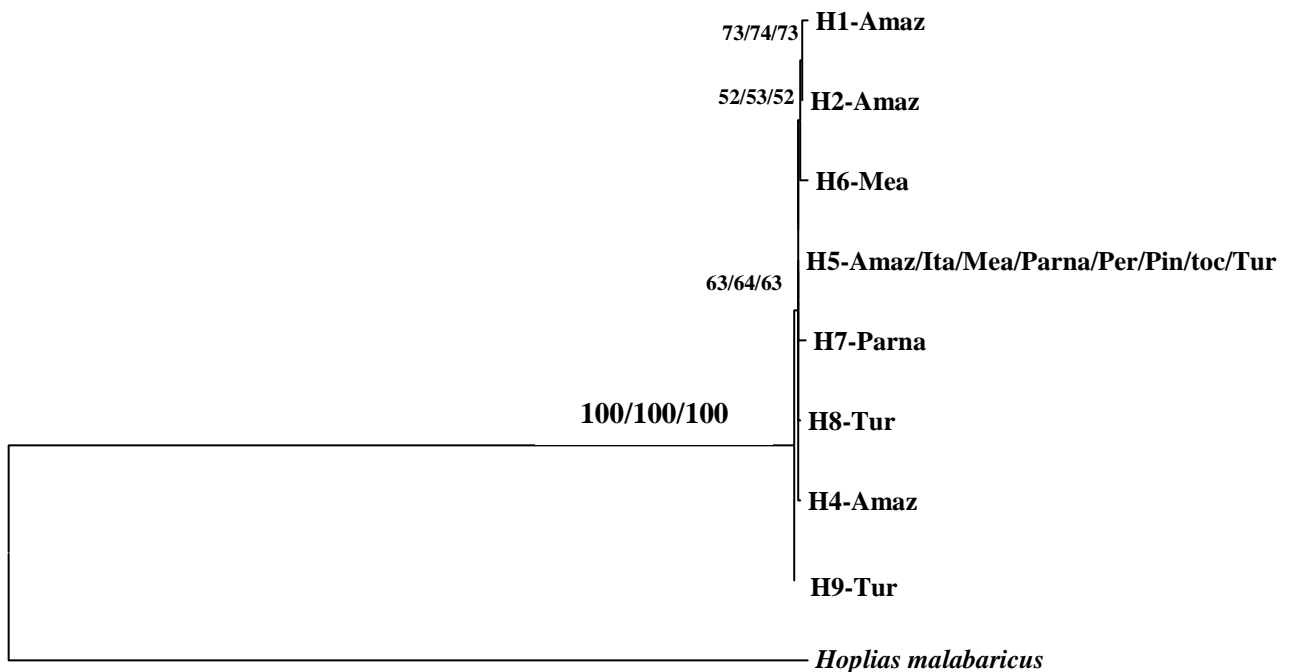 H1-Amaz
73/74/73
52/53/52
H2-Amaz
H6-Mea
H5-Amaz/Ita/Mea/Parna/Per/Pin/toc/Tur
63/64/63
H7-Parna
100/100/100
H8-Tur
H4-Amaz
H9-Tur
Hoplias malabaricus